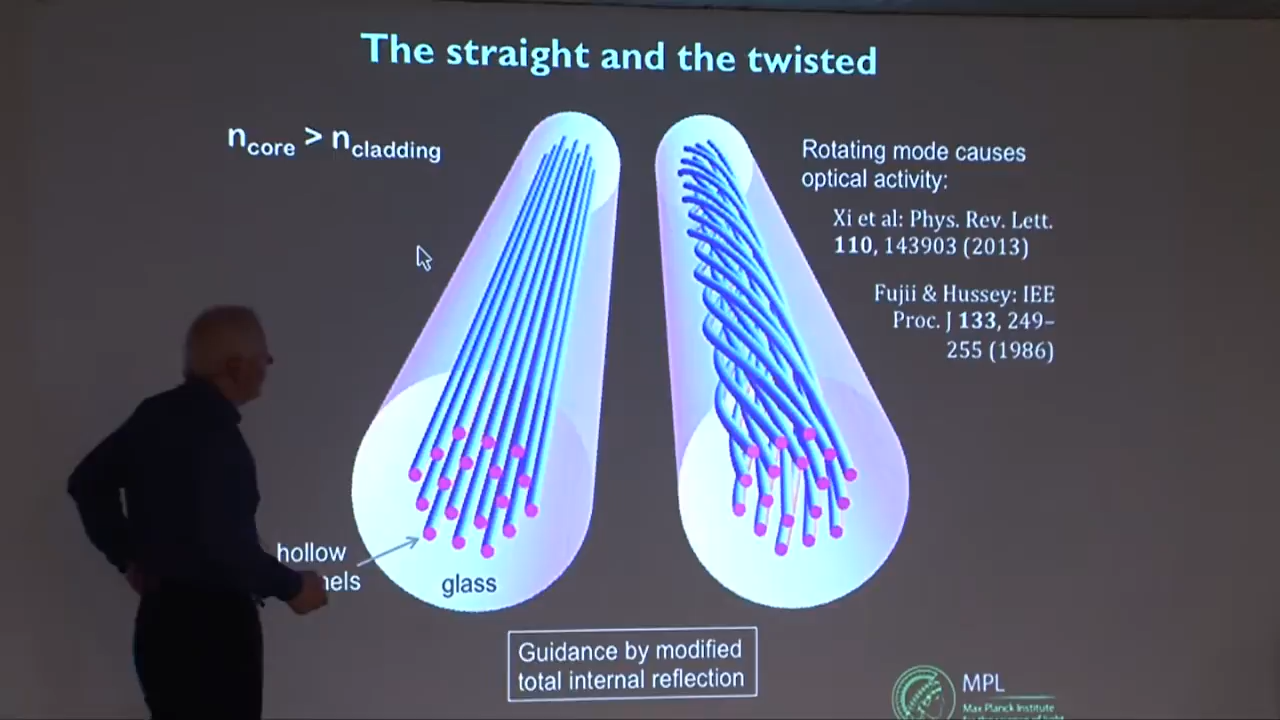 The straight and the twisted
n core > n cladding
Rotating mode causes
optical activity:
Xi et al: Phys. Rev. Lett.
110, 143903 (2013)
Fujii & Hussey: IEE
Proc. J 133, 249–
255 (1986)
hollow
nels
glass
Guidance by modified
total internal reflection
MPL
Max Planck Institute